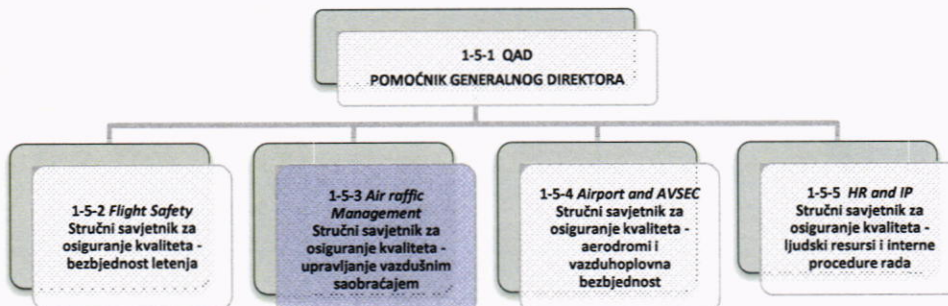 1-5-1 QAD
POMOĆNIK GENERALNOG DIREKTORA
1-5-2 Flight Safety
Stručni savjetnik za
osiguranje kvaliteta -
bezbjednost letenja
1-5-3 Air raffic
Management
Stručni savjetnik za
osiguranje kvaliteta -
upravljanje vazdušnim
saobraćajem
1-5-4 Airport and AVSEC
Stručni savjetnik za
osiguranje kvaliteta -
aerodromi i
vazduhoplovna
bezbjednost
1-5-5 HR and IP
Stručni savjetnik za
osiguranje kvaliteta -
ljudski resursi i interne
procedure rada